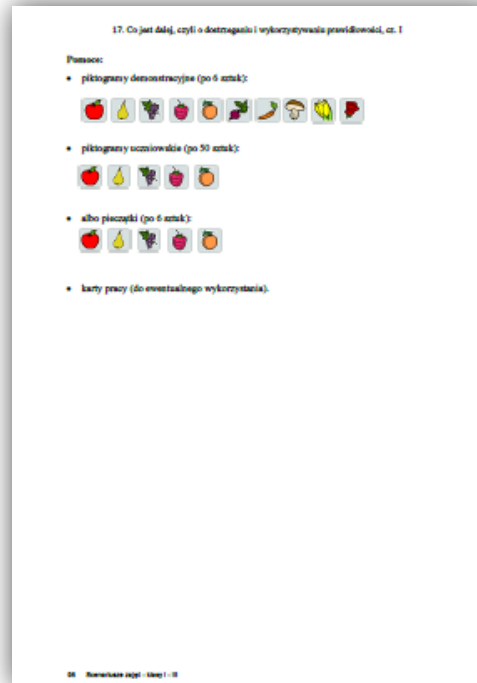 17. Co jest dalej, czyli o dostrzeganiu i wykorzystywaniu prawidłowości, cz. I
Pomoce:
• piktogramy demonstracyjne (po 6 sztuk):
• piktogramy uczniowskie (po 50 sztuk):
• albo pieczątki (po 6 sztuk):
• karty pracy (do ewentualnego wykorzystania).
Scenariusze zajęć – klasy I – III